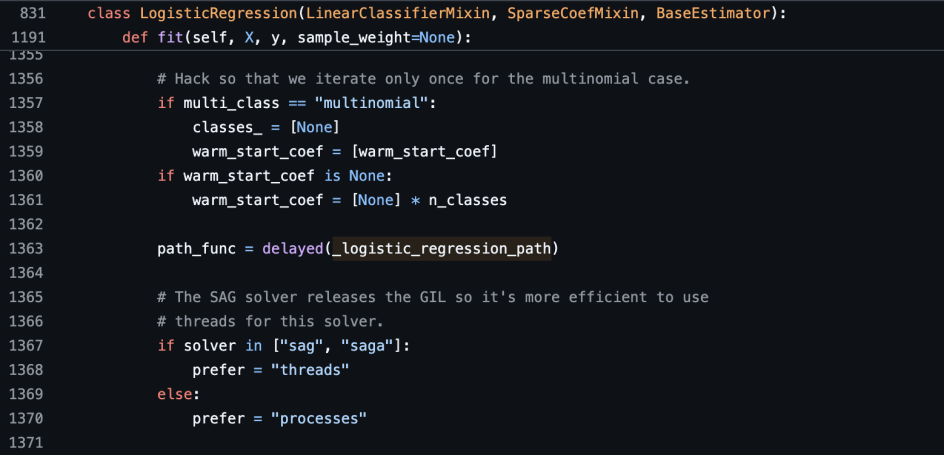 831 class LogisticRegression(LinearClassifierMixin, SparseCoefMixin, BaseEstimator):
1191     def fit(self, X, y, sample_weight=None):
1355
1356         # Hack so that we iterate only once for the multinomial case.
1357         if multi_class == "multinomial":
1358             classes_ = [None]
1359             warm_start_coef = [warm_start_coef]
1360         if warm_start_coef is None:
1361             warm_start_coef = [None] * n_classes
1362
1363         path_func = delayed(_logistic_regression_path)
1364
1365         # The SAG solver releases the GIL so it's more efficient to use
1366         # threads for this solver.
1367         if solver in ["sag", "saga"]:
1368             prefer = "threads"
1369         else:
1370             prefer = "processes"
1371